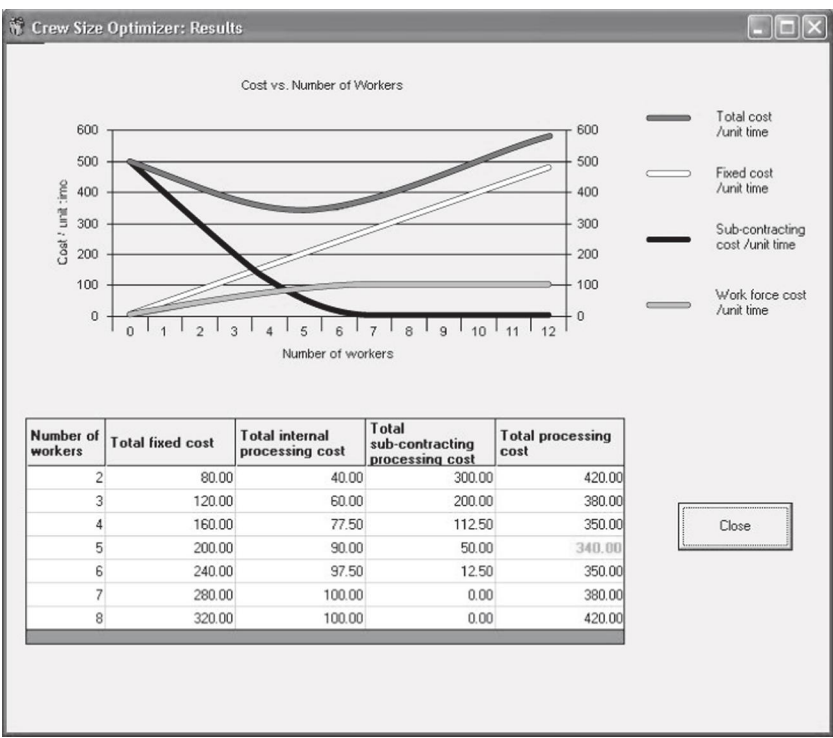 Crew Size Optimizer: Results
Cost vs. Number of Workers
600
500
400
300
200
100
0
Cost / unit time
600
500
400
300
200
100
0
0 1 2 3 4 5 6 7 8 9 10 11 12
Number of workers
Total cost
/unit time
Fixed cost
/unit time
Sub-contracting
cost /unit time
Work force cost
/unit time
Number of workers Total fixed cost Total internal processing cost Total sub-contracting processing cost Total processing cost
2 80.00 40.00 300.00 420.00
3 120.00 60.00 200.00 380.00
4 160.00 77.50 112.50 350.00
5 200.00 90.00 50.00 340.00
6 240.00 97.50 12.50 350.00
7 280.00 100.00 0.00 380.00
8 320.00 100.00 0.00 420.00
Close